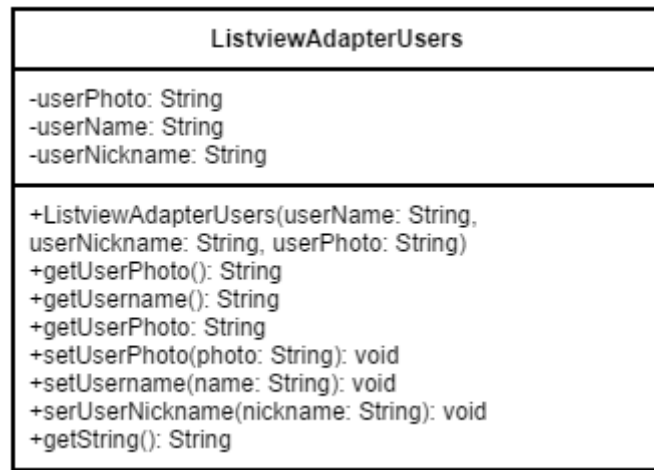 ListviewAdapterUsers
-userPhoto: String
-userName: String
-userNickname: String
+ListviewAdapterUsers(userName: String,
userNickname: String, userPhoto: String)
+getUserPhoto(): String
+getUsername(): String
+getUserPhoto: String
+setUserPhoto(photo: String): void
+setUsername(name: String): void
+serUserNickname(nickname: String): void
+getString(): String